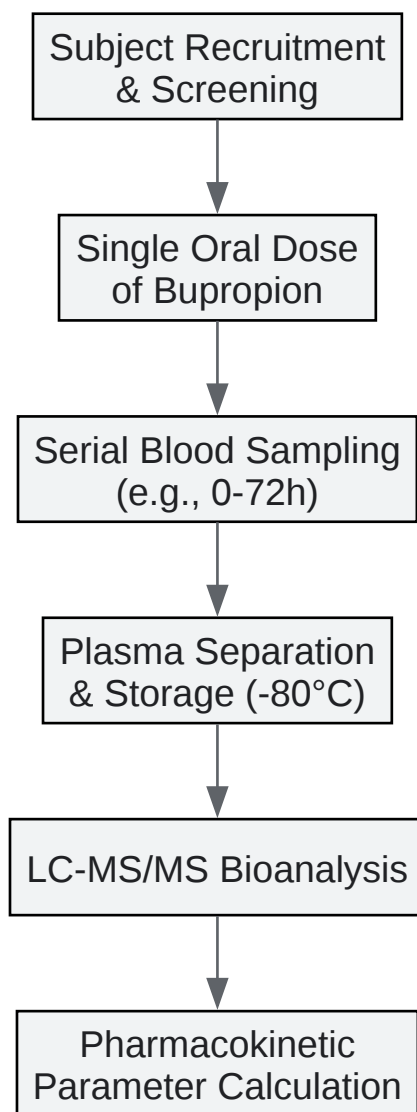 Subject Recruitment
& Screening
Single Oral Dose
of Bupropion
Serial Blood Sampling
(e.g., 0-72h)
Plasma Separation
& Storage (-80°C)
LC-MS/MS Bioanalysis
Pharmacokinetic
Parameter Calculation